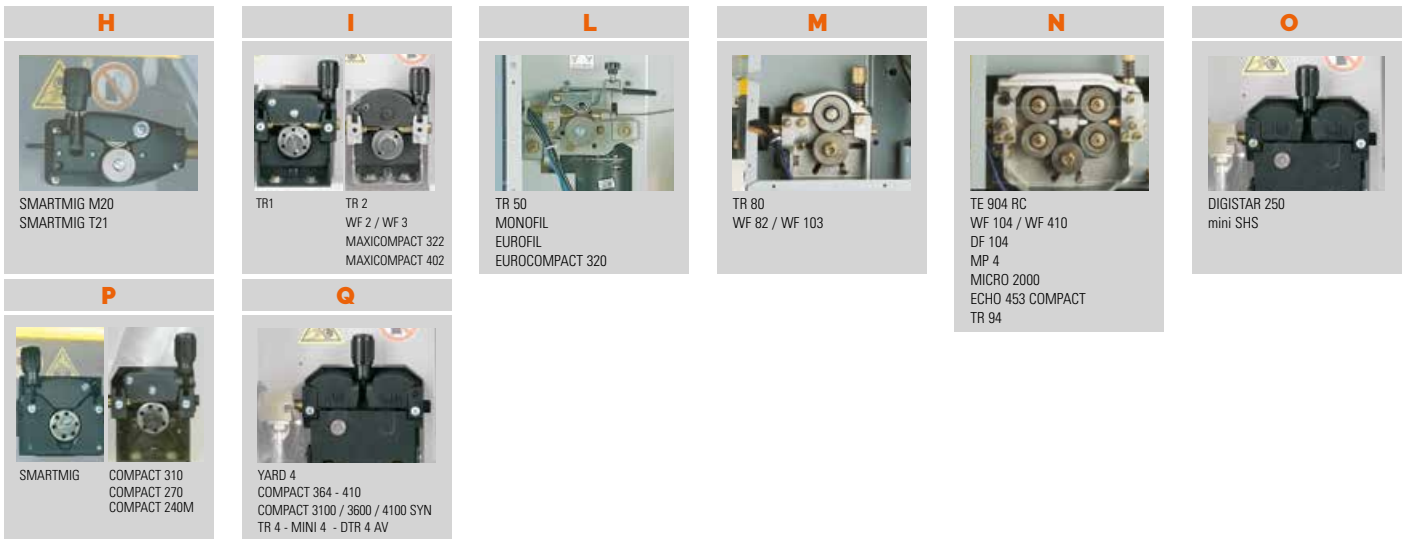 H
SMARTMIG M20
SMARTMIG T21
I
TR1
TR 2
WF 2 / WF 3
MAXICOMPACT 322
MAXICOMPACT 402
L
TR 50
MONOFIL
EUROFIL
EUROCOMPACT 320
M
TR 80
WF 82 / WF 103
N
TE 904 RC
WF 104 / WF 410
DF 104
MP 4
MICRO 2000
ECHO 453 COMPACT
TR 94
O
DIGISTAR 250
mini SHS
P
SMARTMIG
COMPACT 310
COMPACT 270
COMPACT 240M
Q
YARD 4
COMPACT 364 - 410
COMPACT 3100 / 3600 / 4100 SYN
TR 4 - MINI 4 - DTR 4 AV